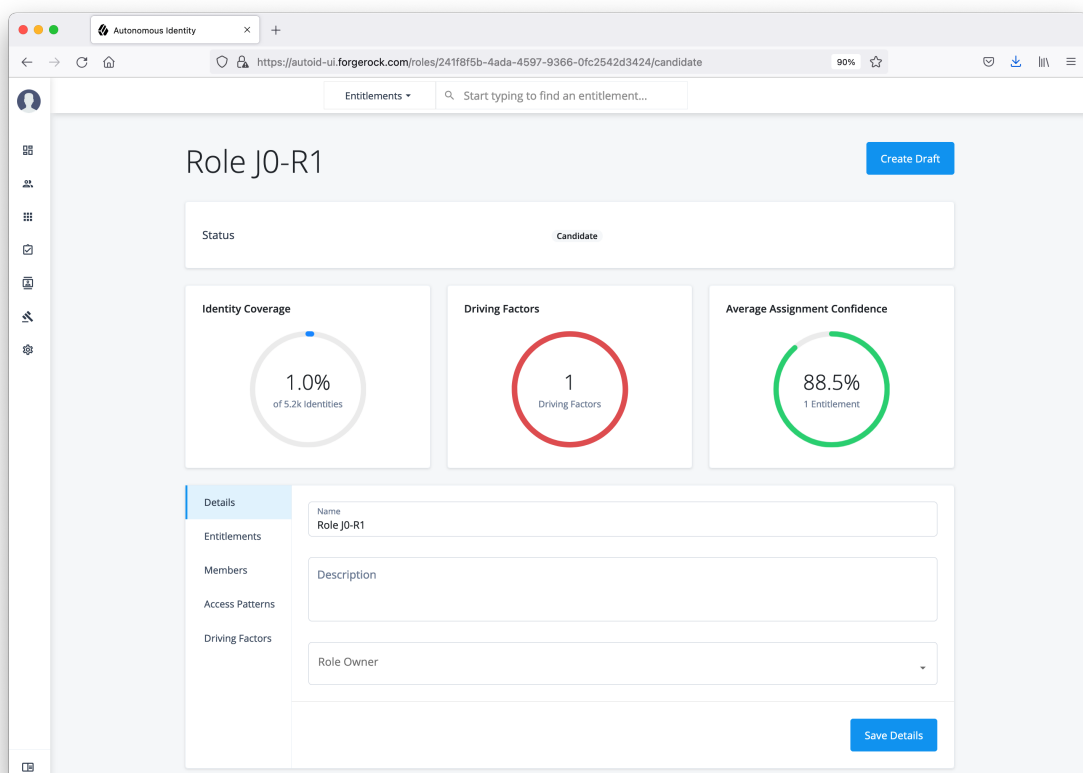 Autonomous Identity
https://autoid-ui.forgerock.com/roles/241f8f5b-4ada-4597-9366-0fc2542d3424/candidate
90%
Entitlements
Start typing to find an entitlement...
Role J0-R1
Create Draft
Status
Candidate
Identity Coverage
1.0%
of 5.2k Identities
Driving Factors
1
Driving Factors
Average Assignment Confidence
88.5%
1 Entitlement
Details
Entitlements
Members
Access Patterns
Driving Factors
Name
Role J0-R1
Description
Role Owner
Save Details